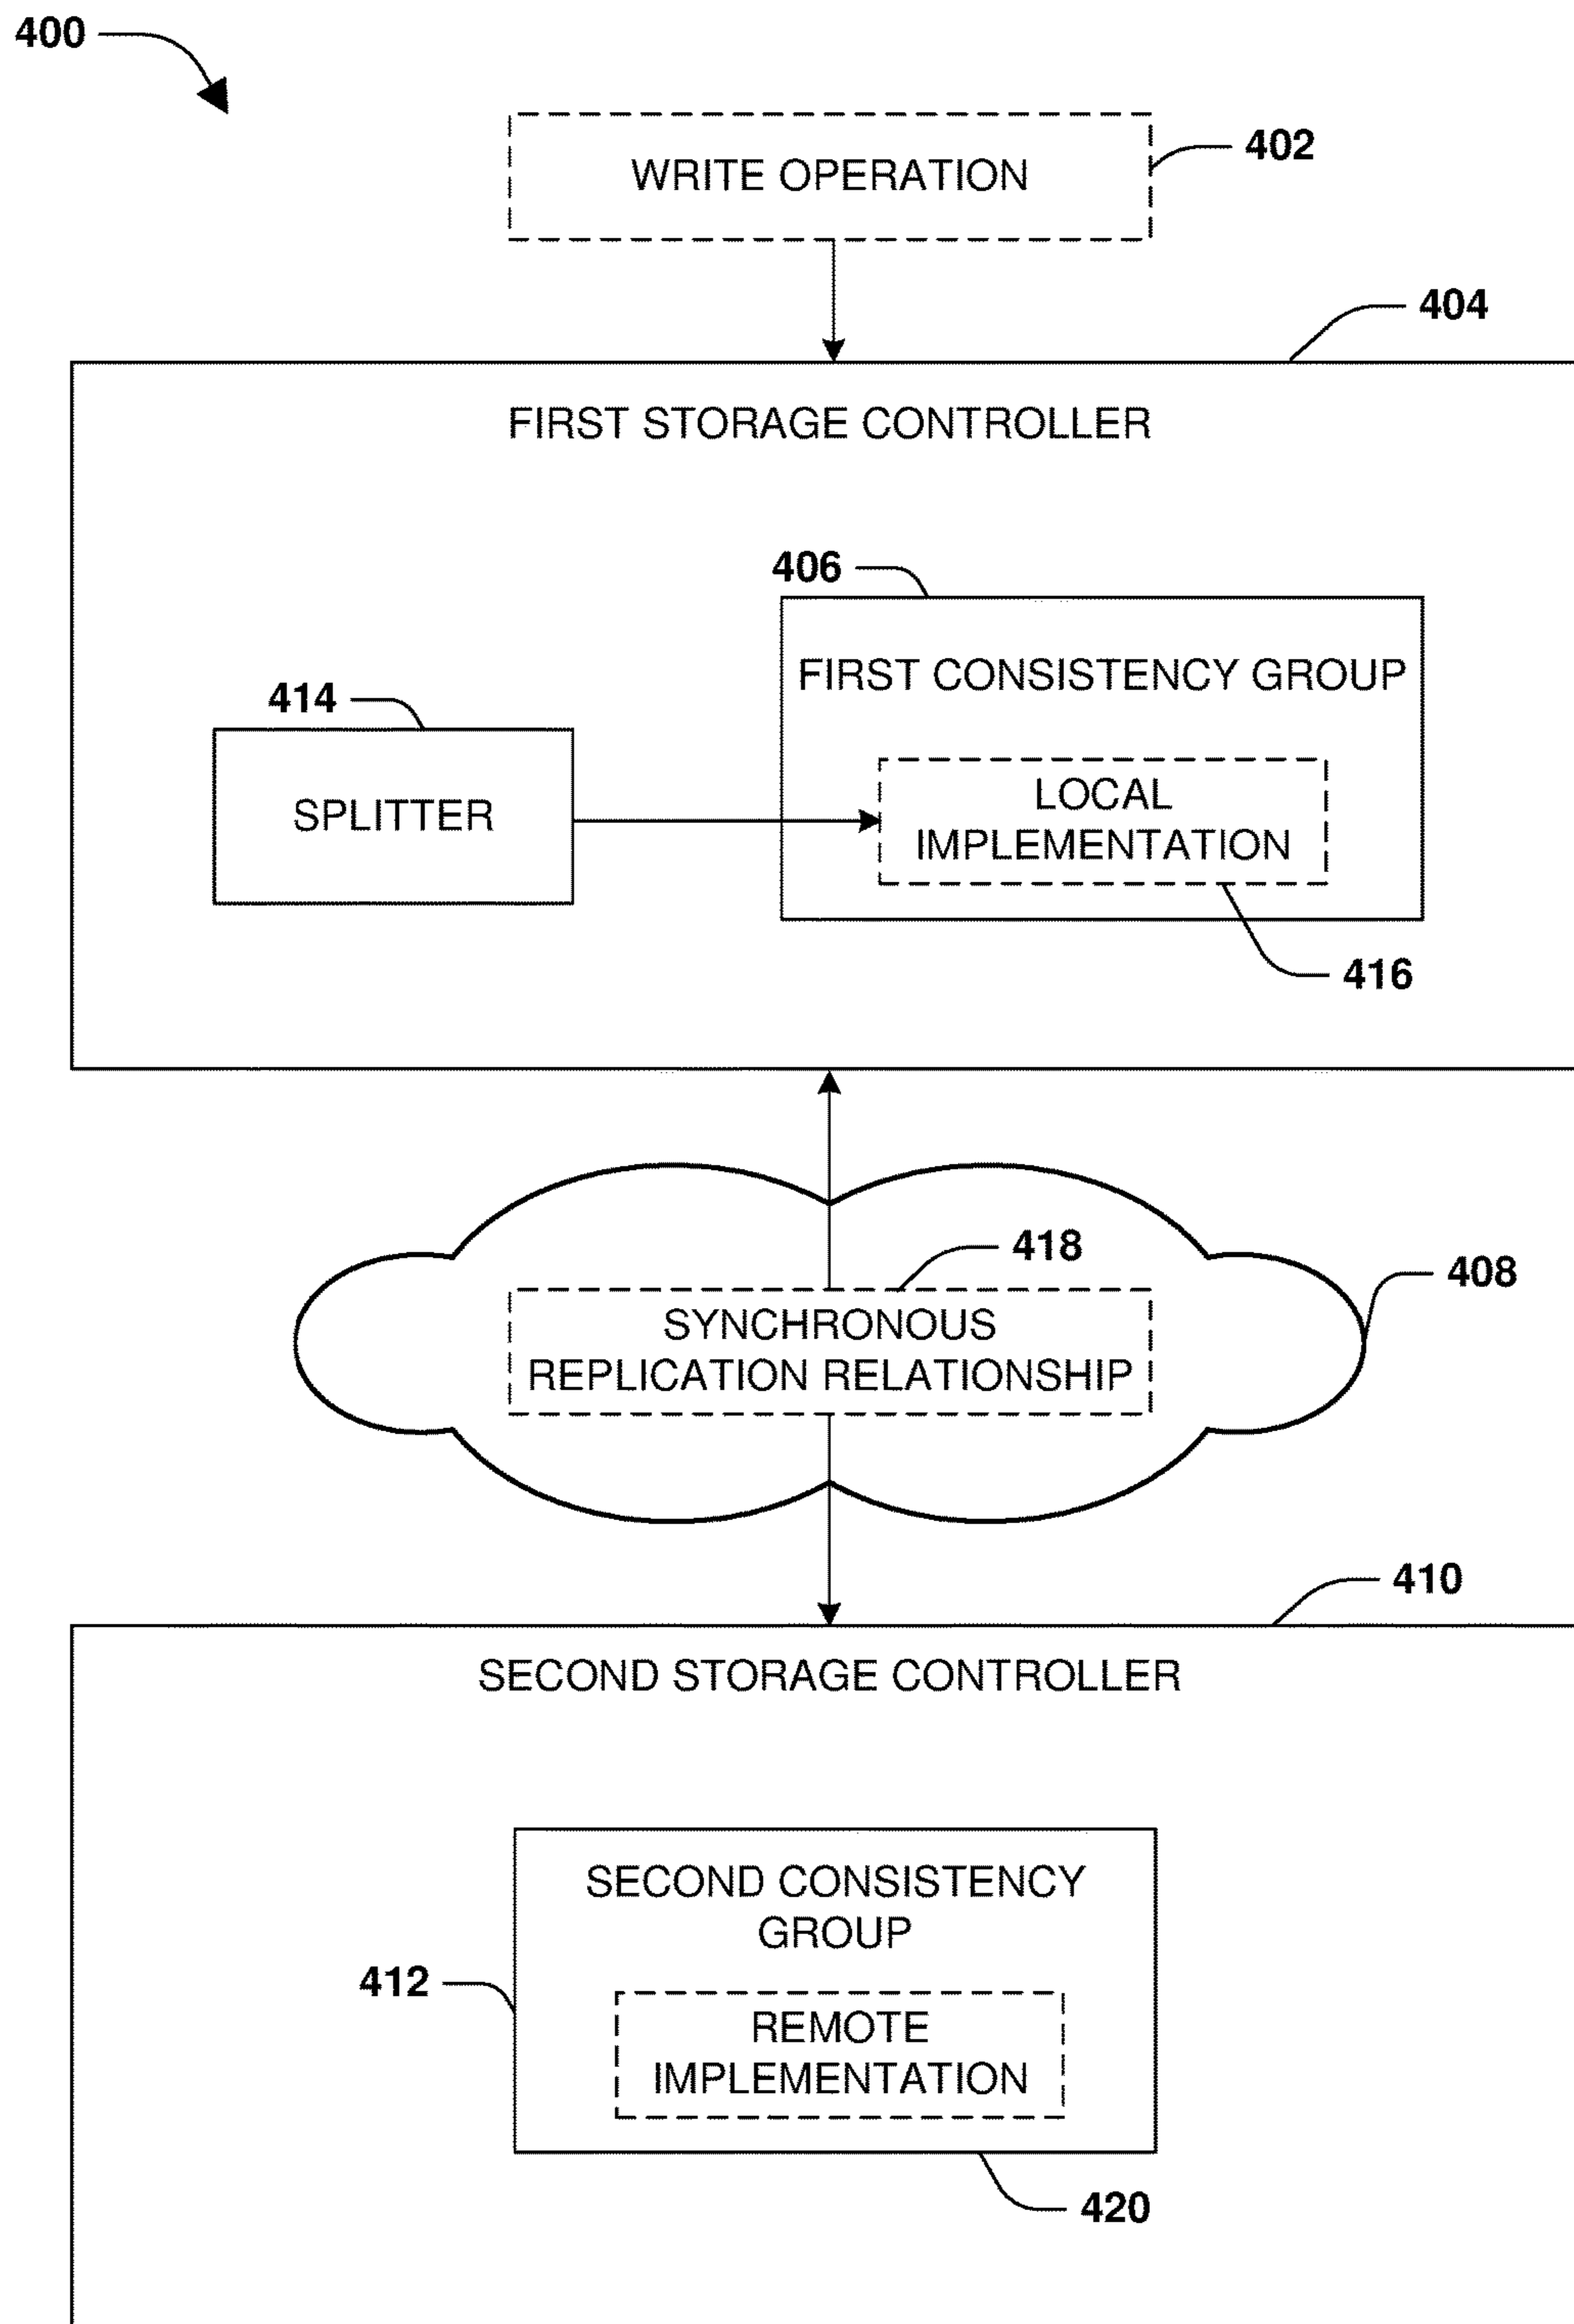 400
WRITE OPERATION
402
404
FIRST STORAGE CONTROLLER
406
FIRST CONSISTENCY GROUP
414
SPLITTER
LOCAL
IMPLEMENTATION
416
418
408
SYNCHRONOUS
REPLICATION RELATIONSHIP
410
SECOND STORAGE CONTROLLER
SECOND CONSISTENCY
GROUP
412
REMOTE
IMPLEMENTATION
420